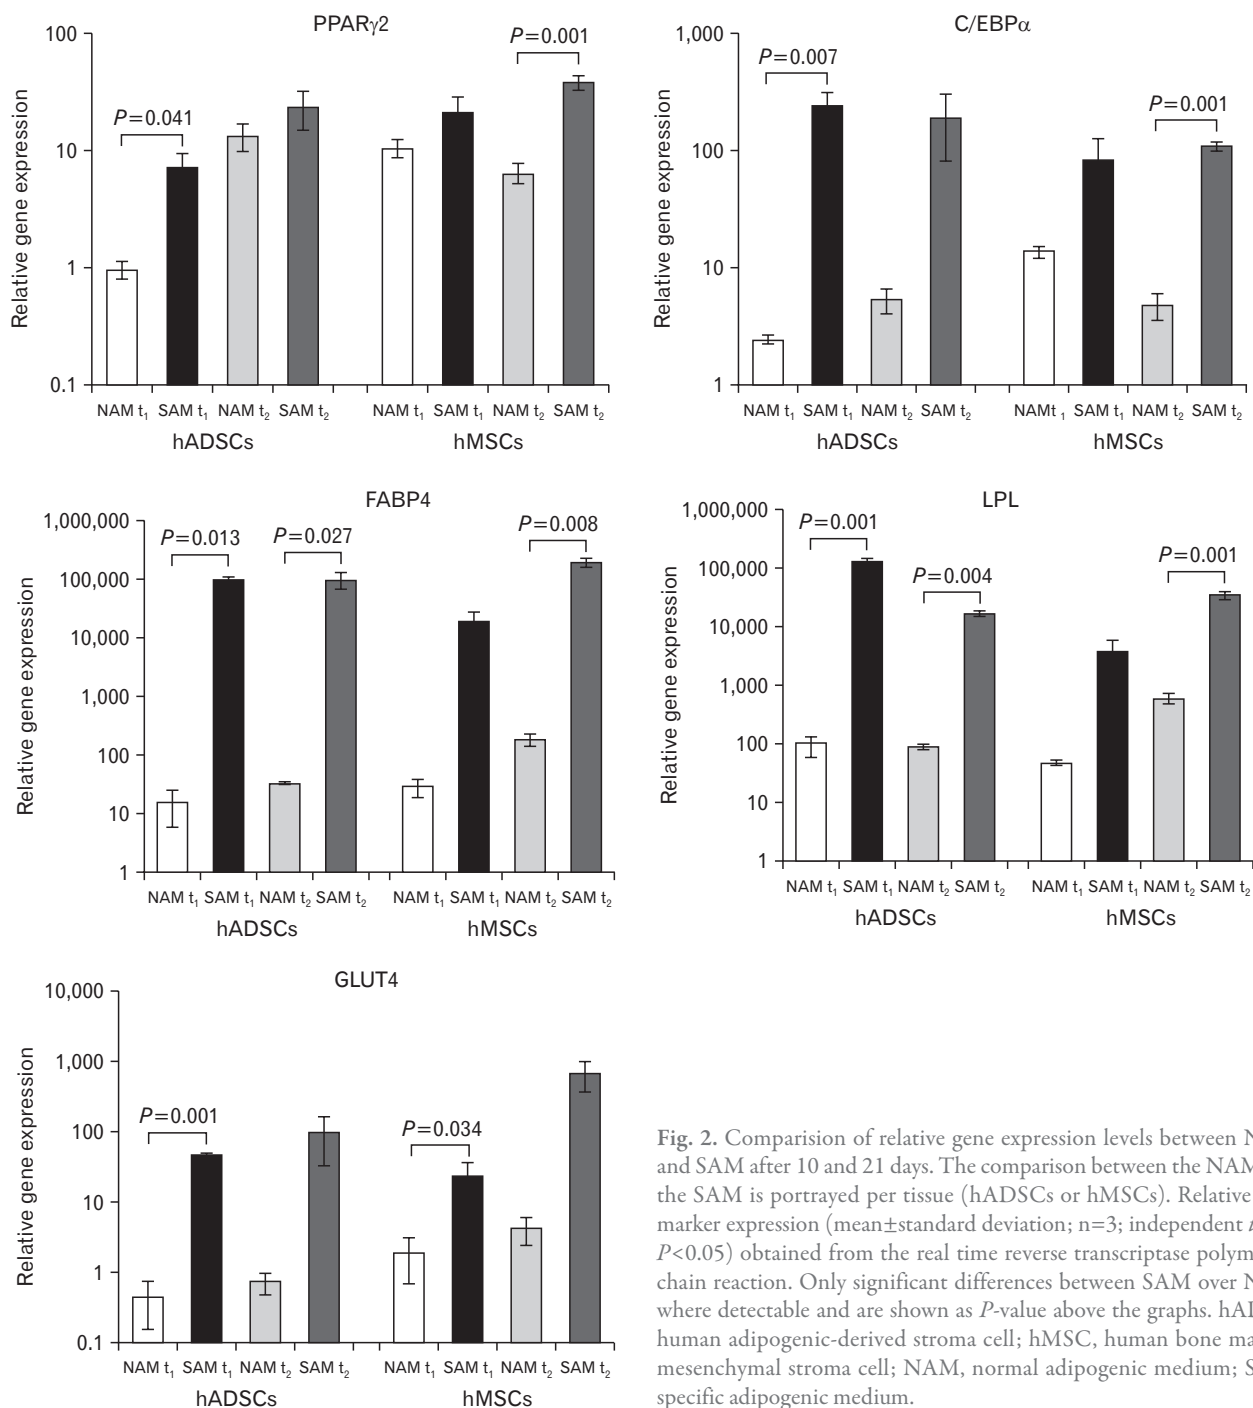 PPARγ2
100
10
1
0.1
Relative gene expression
P=0.041
P=0.001
NAM t₁ SAM t₁ NAM t₂ SAM t₂ NAM t₁ SAM t₁ NAM t₂ SAM t₂
hADSCs hMSCs
C/EBPα
1,000
100
10
1
Relative gene expression
P=0.007
P=0.001
NAM t₁ SAM t₁ NAM t₂ SAM t₂ NAMt₁ SAM t₁ NAM t₂ SAM t₂
hADSCs hMSCs
FABP4
1,000,000
100,000
10,000
1,000
100
10
1
Relative gene expression
P=0.013
P=0.027
P=0.008
NAM t₁ SAM t₁ NAM t₂ SAM t₂ NAM t₁ SAM t₁ NAM t₂ SAM t₂
hADSCs hMSCs
LPL
1,000,000
100,000
10,000
1,000
100
10
1
Relative gene expression
P=0.001
P=0.004
P=0.001
NAM t₁ SAM t₁ NAM t₂ SAM t₂ NAM t₁ SAM t₁ NAM t₂ SAM t₂
hADSCs hMSCs
GLUT4
10,000
1,000
100
10
1
0.1
Relative gene expression
P=0.001
P=0.034
NAM t₁ SAM t₁ NAM t₂ SAM t₂ NAM t₁ SAM t₁ NAM t₂ SAM t₂
hADSCs hMSCs
Fig. 2. Comparision of relative gene expression levels between
and SAM after 10 and 21 days. The comparison between the NAM
the SAM is portrayed per tissue (hADSCs or hMSCs). Relative
marker expression (mean±standard deviation; n=3; independent
P<0.05) obtained from the real time reverse transcriptase
chain reaction. Only significant differences between SAM over
where detectable and are shown as P-value above the graphs.
human adipogenic-derived stroma cell; hMSC, human bone
mesenchymal stroma cell; NAM, normal adipogenic medium;
specific adipogenic medium.